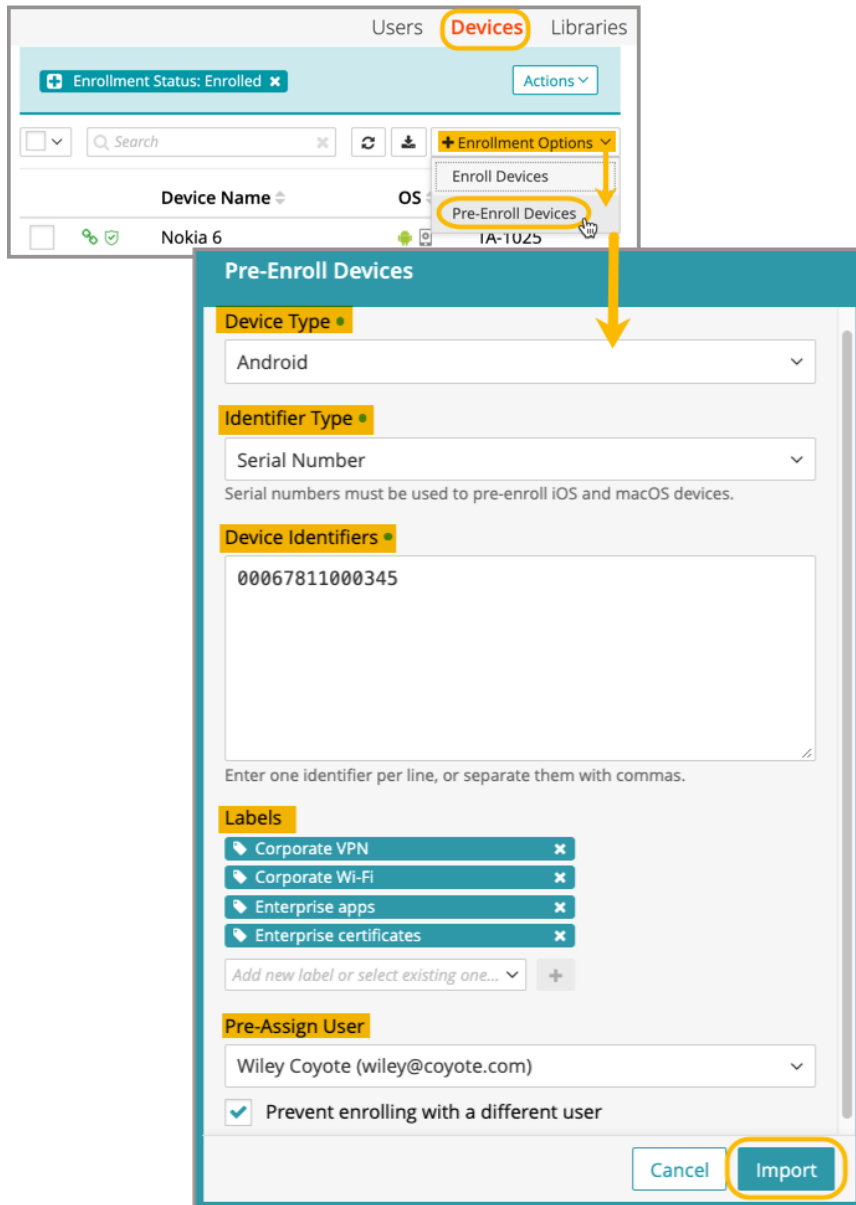 Users Devices Libraries
Enrollment Status: Enrolled
Actions
Search
Enrollment Options
Enroll Devices
Device Name OS
Pre-Enroll Devices
Nokia 6 TA-1025
Pre-Enroll Devices
Device Type
Android
Identifier Type
Serial Number
Serial numbers must be used to pre-enroll iOS and macOS devices.
Device Identifiers
00067811000345
Enter one identifier per line, or separate them with commas.
Labels
Corporate VPN
Corporate Wi-Fi
Enterprise apps
Enterprise certificates
Add new label or select existing one...
Pre-Assign User
Wiley Coyote (wiley@coyote.com)
Prevent enrolling with a different user
Cancel Import